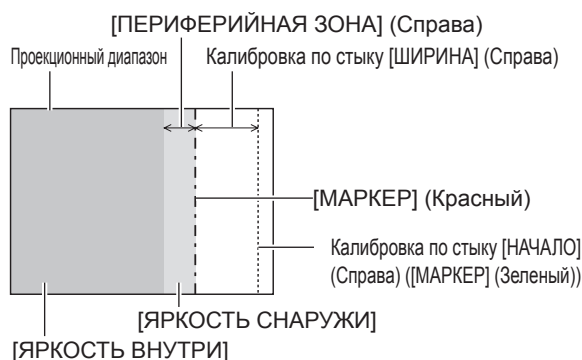 [ПЕРИФЕРИЙНАЯ ЗОНА] (Справа)
Проекционный диапазон
Калибровка по стыку [ШИРИНА] (Справа)
[МАРКЕР] (Красный)
Калибровка по стыку [НАЧАЛО]
(Справа) ([МАРКЕР] (Зеленый))
[ЯРКОСТЬ СНАРУЖИ]
[ЯРКОСТЬ ВНУТРИ]